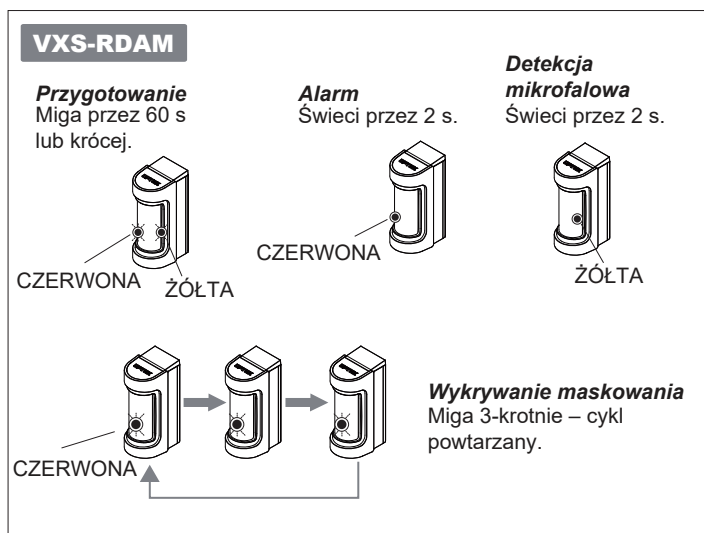 VXS-RDAM
Przygotowanie
Miga przez 60 s
lub krócej.
Alarm
Świeci przez 2 s.
Detekcja
mikrofalowa
Świeci przez 2 s.
CZERWONA
ŻÓŁTA
CZERWONA
ŻÓŁTA
Wykrywanie maskowania
Miga 3-krotnie – cykl
powtarzany.
CZERWONA